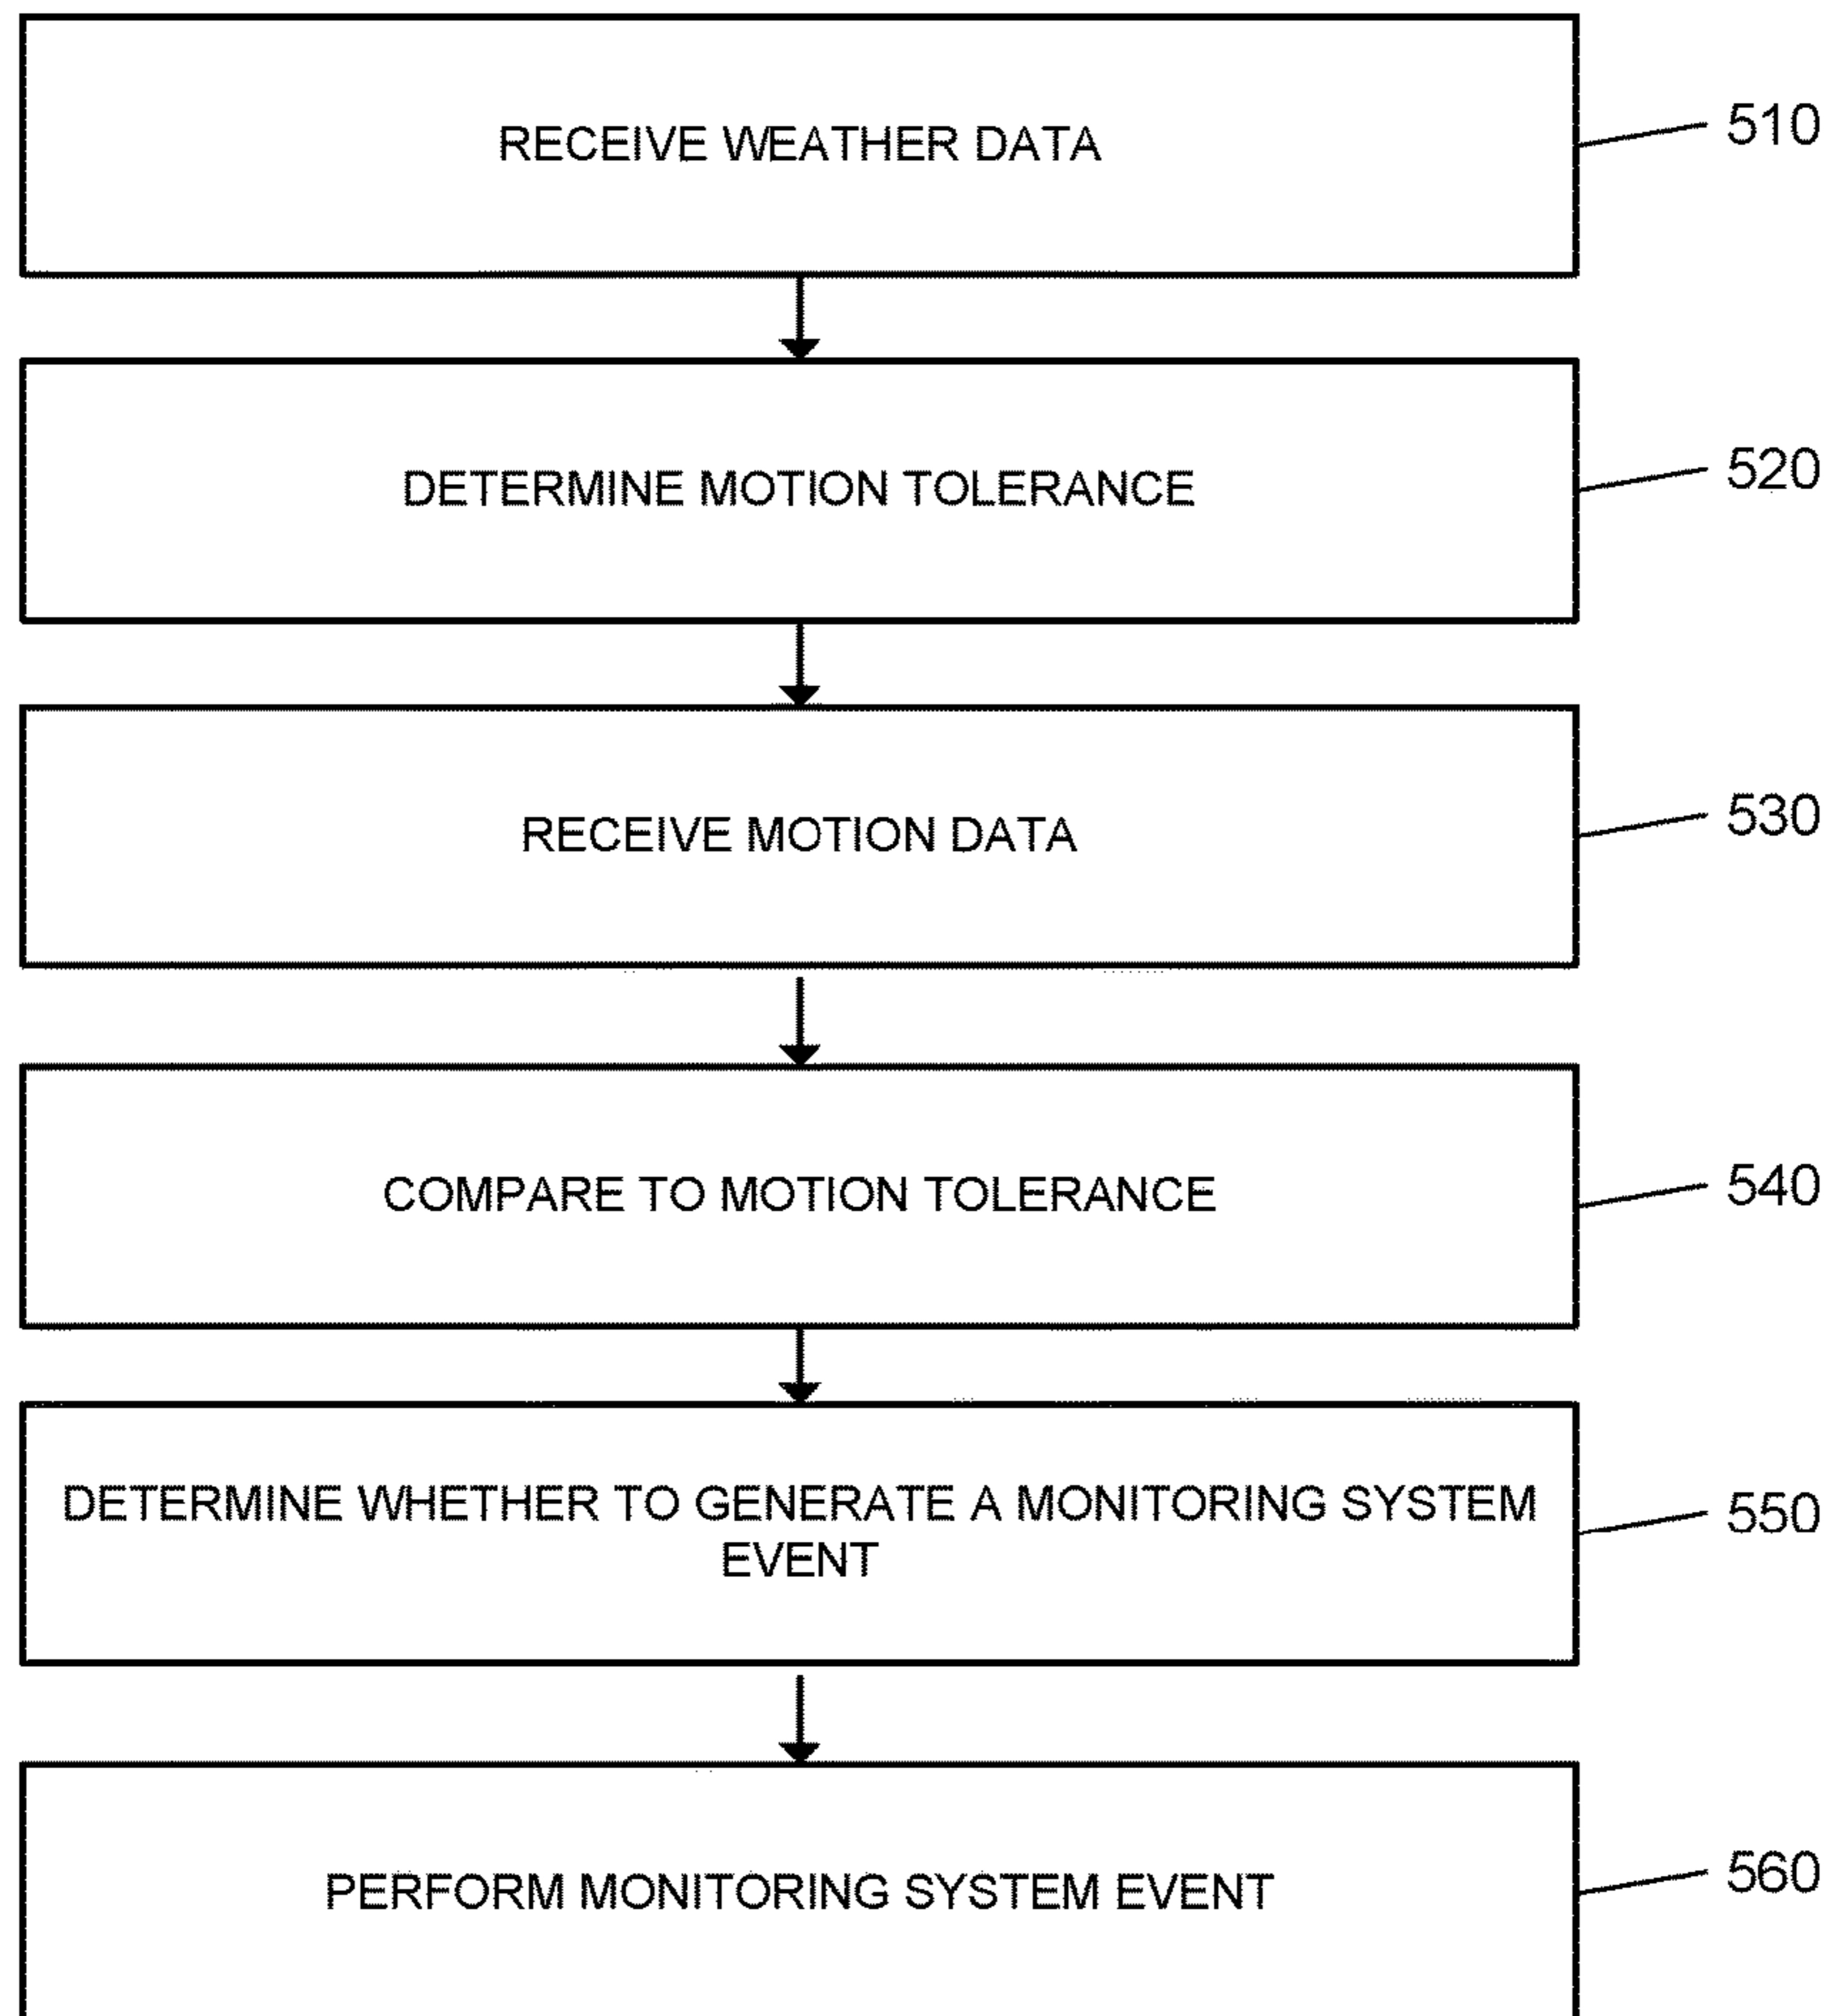 RECEIVE WEATHER DATA
510
DETERMINE MOTION TOLERANCE
520
RECEIVE MOTION DATA
530
COMPARE TO MOTION TOLERANCE
540
DETERMINE WHETHER TO GENERATE A MONITORING SYSTEM
EVENT
550
PERFORM MONITORING SYSTEM EVENT
560